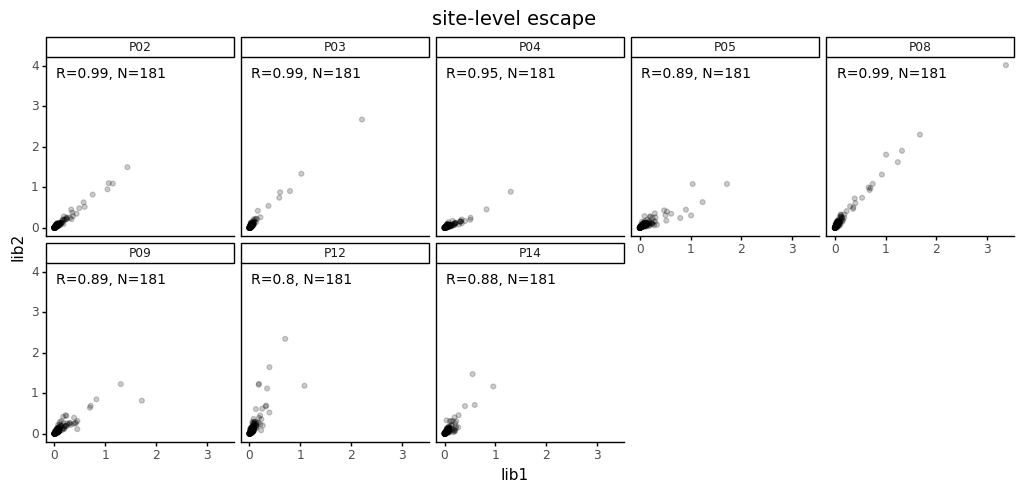 site-level escape
P02 P03 P04 P05 P08
R=0.99, N=181 R=0.99, N=181 R=0.95, N=181 R=0.89, N=181 R=0.99, N=181
4
3
2
1
0
0 1 2 3 0 1 2 3
P09 P12 P14
R=0.89, N=181 R=0.8, N=181 R=0.88, N=181
4
3
2
1
0
0 1 2 3 0 1 2 3 0 1 2 3
lib2
lib1